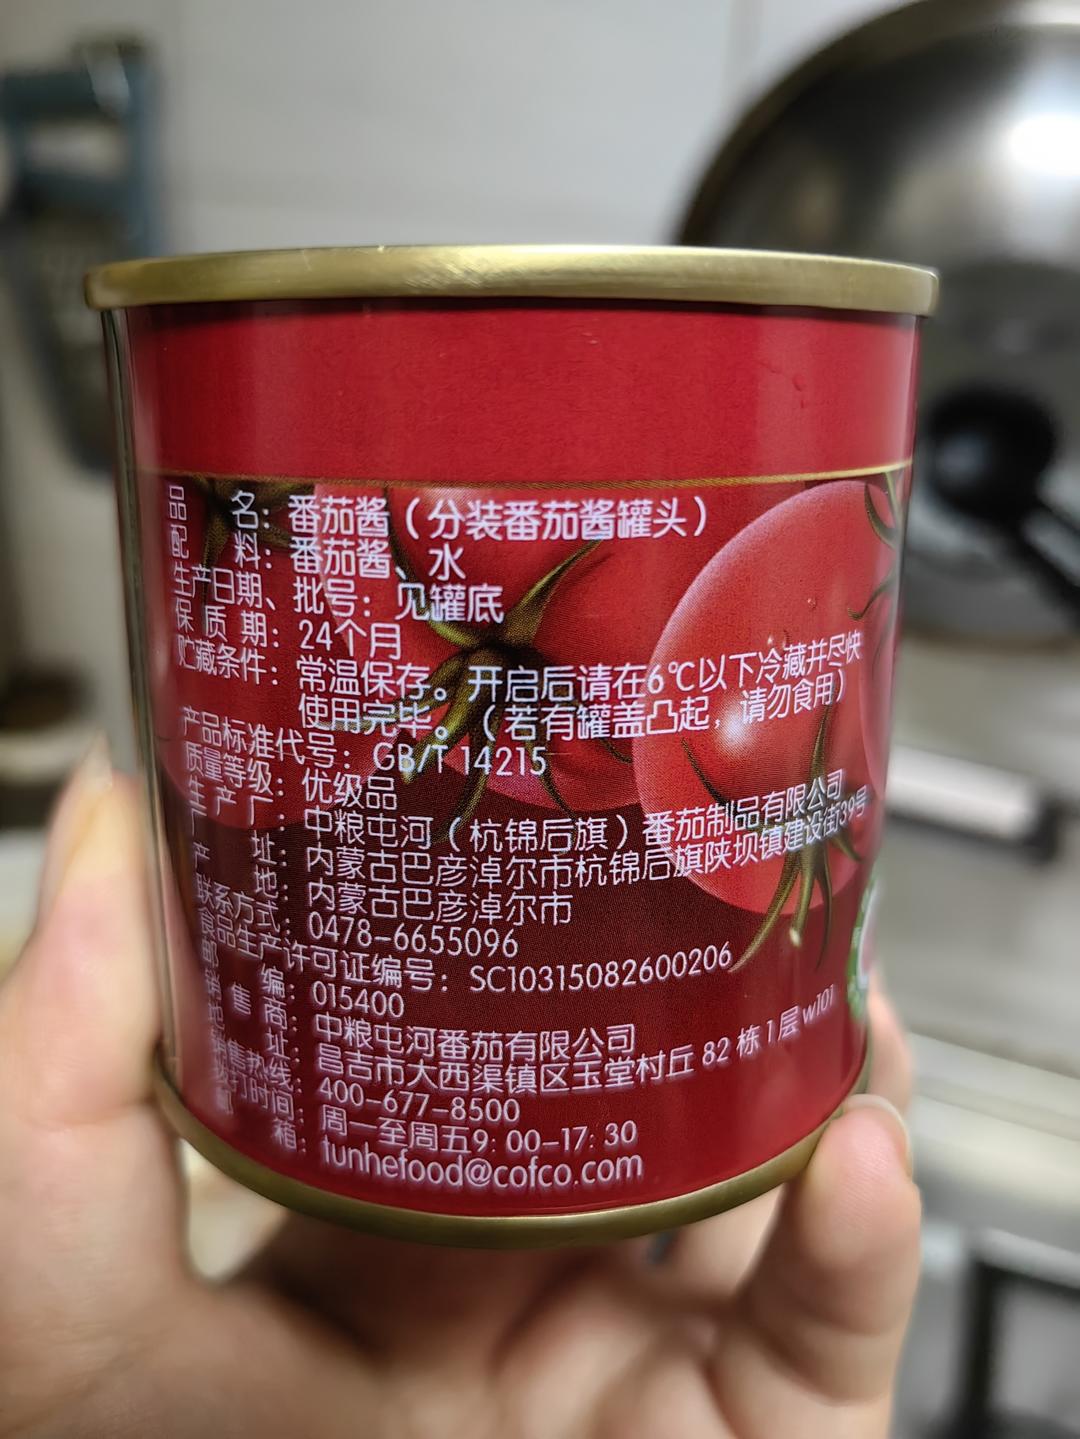 品名：番茄酱（分装番茄酱罐头）
配料：番茄酱、水
生产日期、批号：见罐底
保质期：24个月
贮藏条件：常温保存。开启后请在6℃以下冷藏并尽快
使用完毕。（若有罐盖凸起，请勿食用）
产品标准代号：GB/T 14215
质量等级：优级品
生产厂：中粮屯河（杭锦后旗）番茄制品有限公司
厂址：内蒙古巴彦淖尔市杭锦后旗陕坝镇建设街39号
产地：内蒙古巴彦淖尔市
联系方式：0478-6655096
食品生产许可证编号：SC10315082600206
邮编：015400
销售商：中粮屯河番茄有限公司
地址：昌吉市大西渠镇区玉堂村丘82栋1层w101
销售热线：400-677-8500
拨打时间：周一至周五9:00-17:30
邮箱：tunhefood@cofco.com